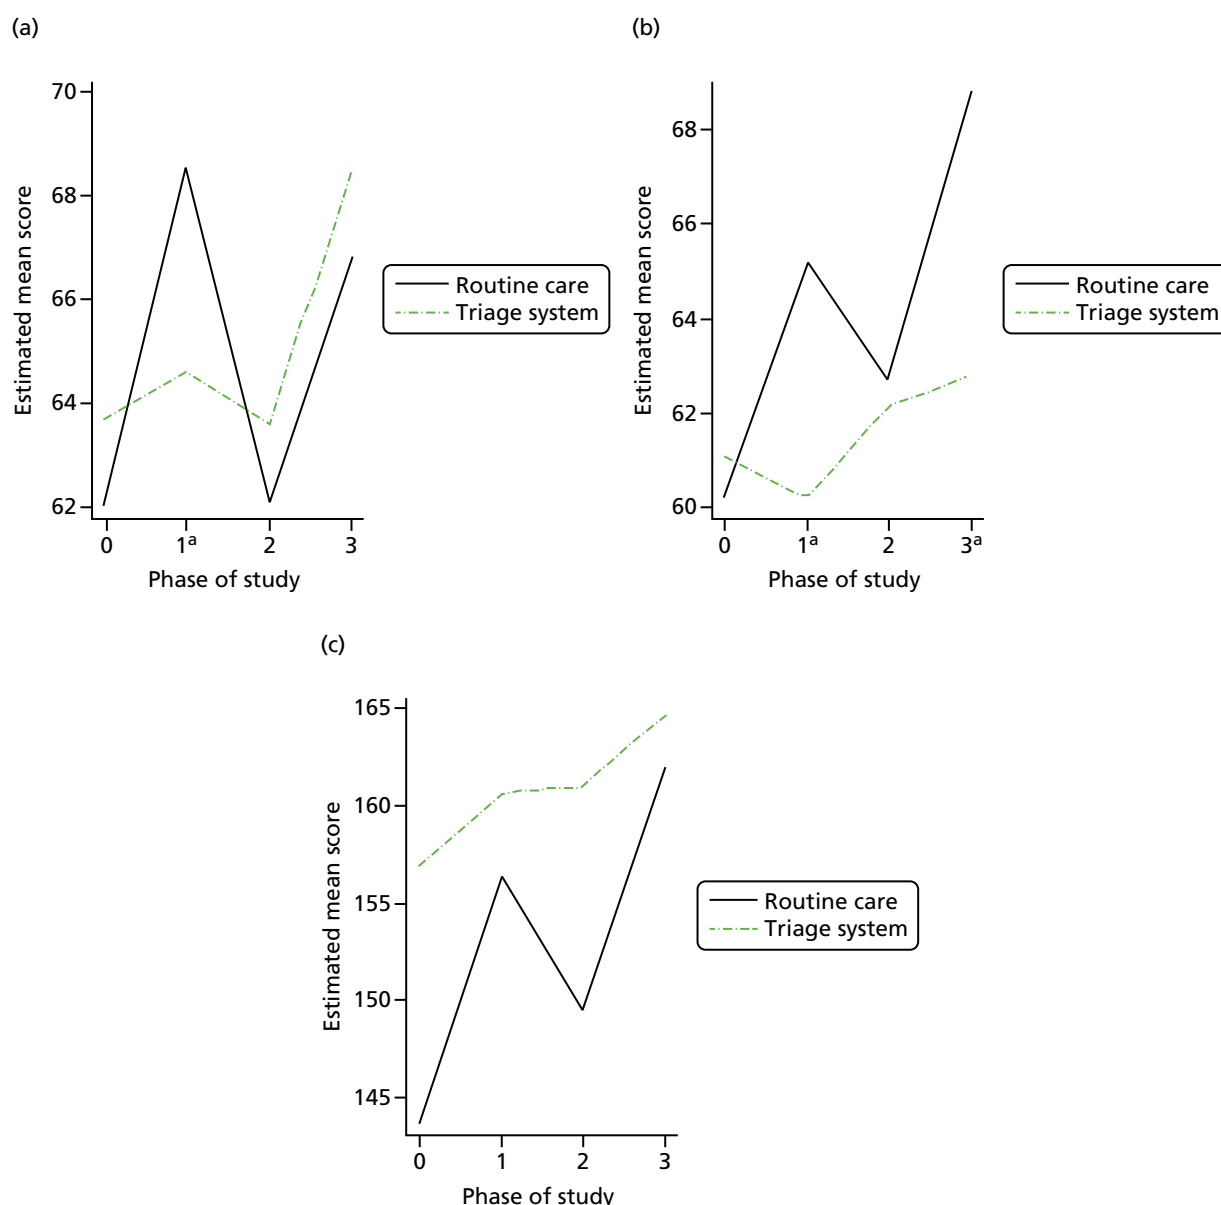 (a)
70
68
66
64
62
Estimated mean score
0 1ª 2 3
Phase of study
Routine care
Triage system
(b)
68
66
64
62
60
Estimated mean score
0 1ª 2 3ª
Phase of study
Routine care
Triage system
(c)
165
160
155
150
145
Estimated mean score
0 1 2 3
Phase of study
Routine care
Triage system